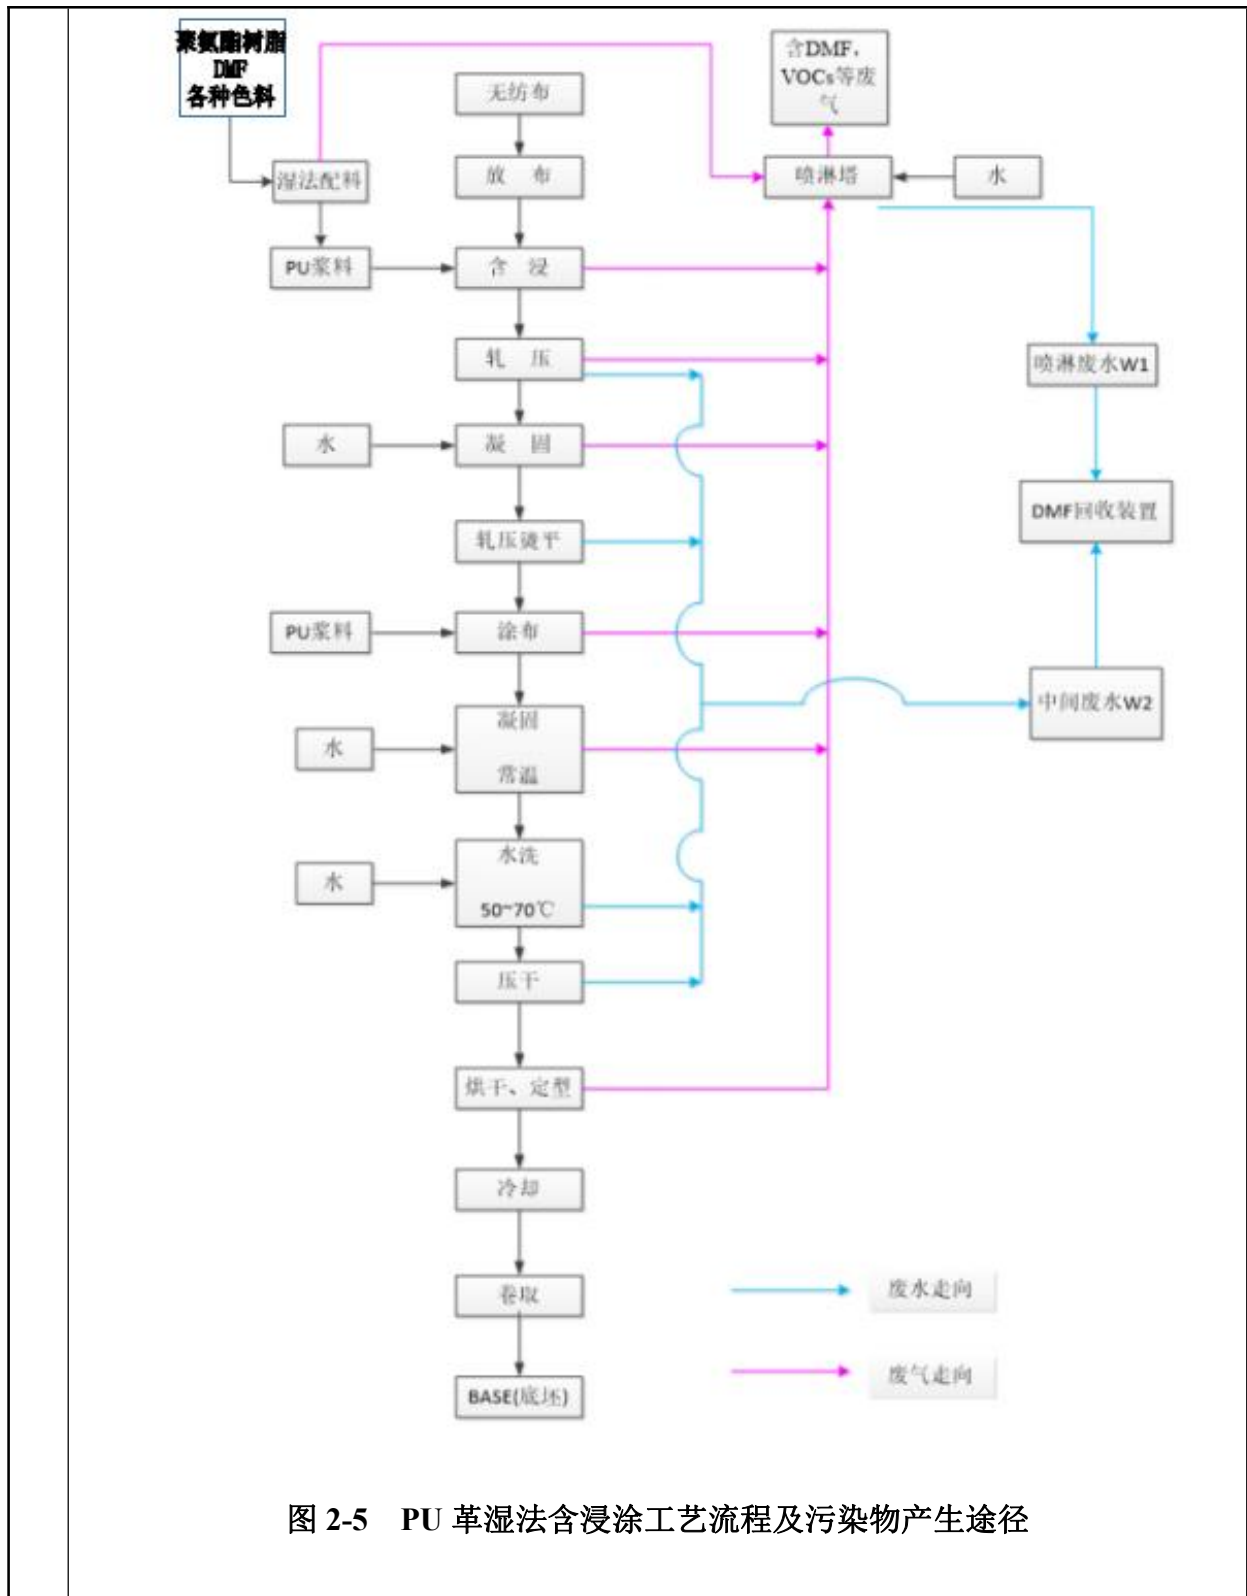 聚氨酯树脂
DMF
各种色料
含DMF,
VOCs等废
气
无纺布
湿法配料
放 布
喷淋塔
水
PU浆料
含 浸
轧 压
喷淋废水W1
水
凝 固
DMF回收装置
轧压烫平
PU浆料
涂布
中间废水W2
水
凝固
常温
水
水洗
50~70℃
压干
烘干、定型
冷却
卷取
废水走向
BASE(底坯)
废气走向
图 2-5 PU 革湿法含浸涂工艺流程及污染物产生途径